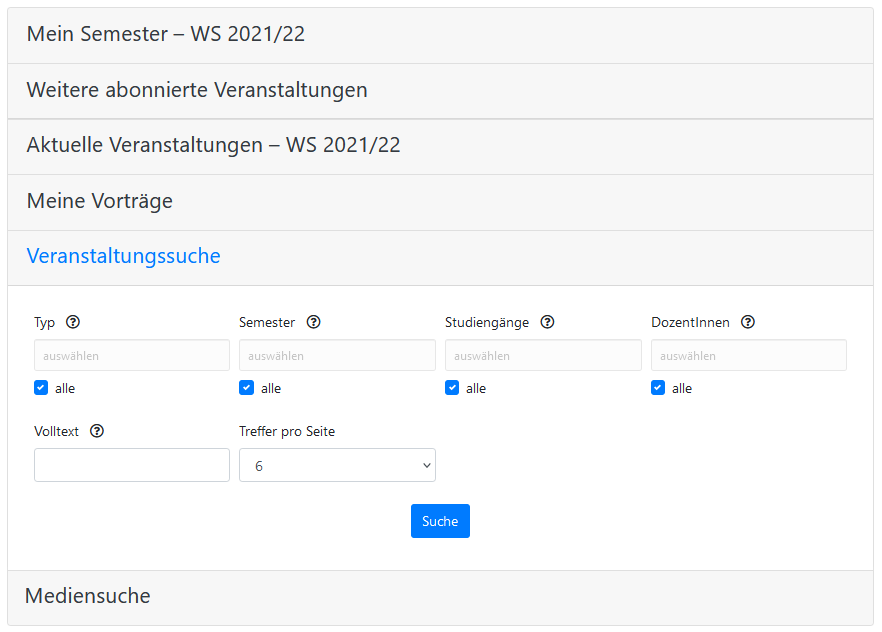 Mein Semester – WS 2021/22
Weitere abonnierte Veranstaltungen
Aktuelle Veranstaltungen – WS 2021/22
Meine Vorträge
Veranstaltungssuche
Typ ? Semester ? Studiengänge ? DozentInnen ?
auswählen auswählen auswählen auswählen
alle alle alle alle
Volltext ? Treffer pro Seite
6
Suche
Mediensuche